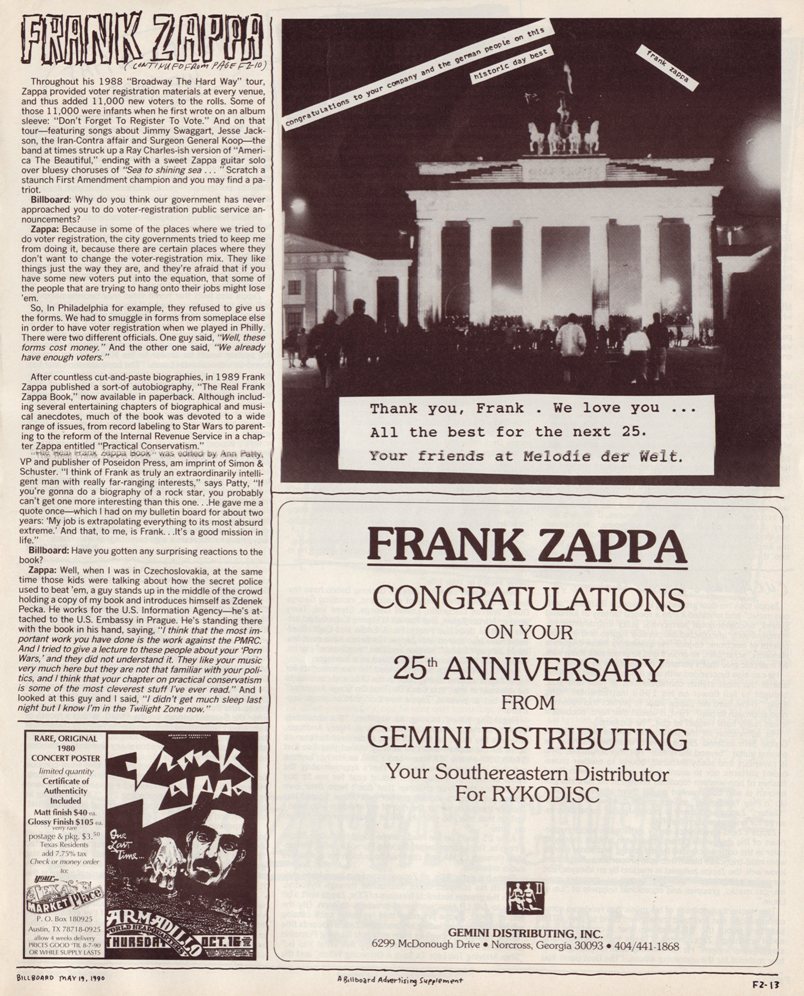 FRANK ZAPPA
(CONTINUED FROM PAGE FZ-10)
Throughout his 1988 "Broadway The Hard Way" tour,
Zappa provided voter registration materials at every venue,
and thus added 11,000 new voters to the rolls. Some of
those 11,000 were infants when he first wrote on an album
sleeve: "Don't Forget To Register To Vote." And on that
tour—featuring songs about Jimmy Swaggart, Jesse Jack-
son, the Iran-Contra affair and Surgeon General Koop—the
band at times struck up a Ray Charles-ish version of "Ameri-
ca The Beautiful," ending with a sweet Zappa guitar solo
over bluesy choruses of "Sea to shining sea . . . " Scratch a
staunch First Amendment champion and you may find a pa-
triot.
Billboard: Why do you think our government has never
approached you to do voter-registration public service an-
nouncements?
Zappa: Because in some of the places where we tried to
do voter registration, the city governments tried to keep me
from doing it, because there are certain places where they
don't want to change the voter-registration mix. They like
things just the way they are, and they're afraid that if you
have some new voters put into the equation, that some of
the people that are trying to hang onto their jobs might lose
'em.
So, In Philadelphia for example, they refused to give us
the forms. We had to smuggle in forms from someplace else
in order to have voter registration when we played in Philly.
There were two different officials. One guy said, "Well, these
forms cost money." And the other one said, "We already
have enough voters."
After countless cut-and-paste biographies, in 1989 Frank
Zappa published a sort-of autobiography, "The Real Frank
Zappa Book," now available in paperback. Although includ-
ing several entertaining chapters of biographical and musi-
cal anecdotes, much of the book was devoted to a wide
range of issues, from record labeling to Star Wars to parent-
ing to the reform of the Internal Revenue Service in a chap-
ter Zappa entitled "Practical Conservatism."
"The Real Frank Zappa Book" was edited by Ann Patty,
VP and publisher of Poseidon Press, am imprint of Simon &
Schuster. "I think of Frank as truly an extraordinarily intelli-
gent man with really far-ranging interests," says Patty, "If
you're gonna do a biography of a rock star, you probably
can't get one more interesting than this one. . .He gave me a
quote once—which I had on my bulletin board for about two
years: 'My job is extrapolating everything to its most absurd
extreme.' And that, to me, is Frank. . .It's a good mission in
life."
Billboard: Have you gotten any surprising reactions to the
book?
Zappa: Well, when I was in Czechoslovakia, at the same
time those kids were talking about how the secret police
used to beat 'em, a guy stands up in the middle of the crowd
holding a copy of my book and introduces himself as Zdenek
Pecka. He works for the U.S. Information Agency—he's at-
tached to the U.S. Embassy in Prague. He's standing there
with the book in his hand, saying, "I think that the most im-
portant work you have done is the work against the PMRC.
And I tried to give a lecture to these people about your 'Porn
Wars,' and they did not understand it. They like your music
very much here but they are not that familiar with your poli-
tics, and I think that your chapter on practical conservatism
is some of the most cleverest stuff I've ever read." And I
looked at this guy and I said, "I didn't get much sleep last
night but I know I'm in the Twilight Zone now."
RARE, ORIGINAL
1980
CONCERT POSTER
limited quantity
Certificate of
Authenticity
Included
Matt finish $40 ea.
Glossy Finish $105 ea.
very rare
postage & pkg. $3.50
Texas Residents
add 7.75% tax
Check or money order
to:
your...
TEXAS
MARKET Place
P. O. Box 180925
Austin, TX 78718-0925
allow 4 weeks delivery
PRICES GOOD 'TIL 8-7-90
OR WHILE SUPPLY LASTS
Frank
Zappa
One
Last
Time...
ARMADILLO
WORLD HEADQUARTERS
THURSDAY OCT.16
congratulations to your company and the german people on this
historic day best
frank zappa
Thank you, Frank . We love you ...
All the best for the next 25.
Your friends at Melodie der Welt.
FRANK ZAPPA
CONGRATULATIONS
ON YOUR
25th ANNIVERSARY
FROM
GEMINI DISTRIBUTING
Your Southereastern Distributor
For RYKODISC
GEMINI DISTRIBUTING, INC.
6299 McDonough Drive • Norcross, Georgia 30093 • 404/441-1868
BILLBOARD MAY 19, 1990
A Billboard Advertising Supplement
FZ-13